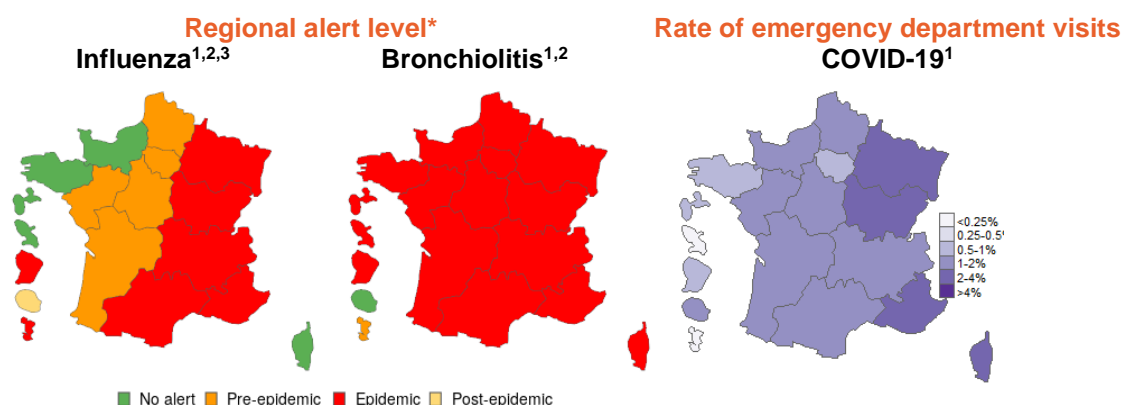 Regional alert level*
Rate of emergency department visits
Influenza1,2,3
Bronchiolitis1,2
COVID-191
<0.25%
0.25-0.5
0.5-1%
1-2%
2-4%
>4%
No alert
Pre-epidemic
Epidemic
Post-epidemic